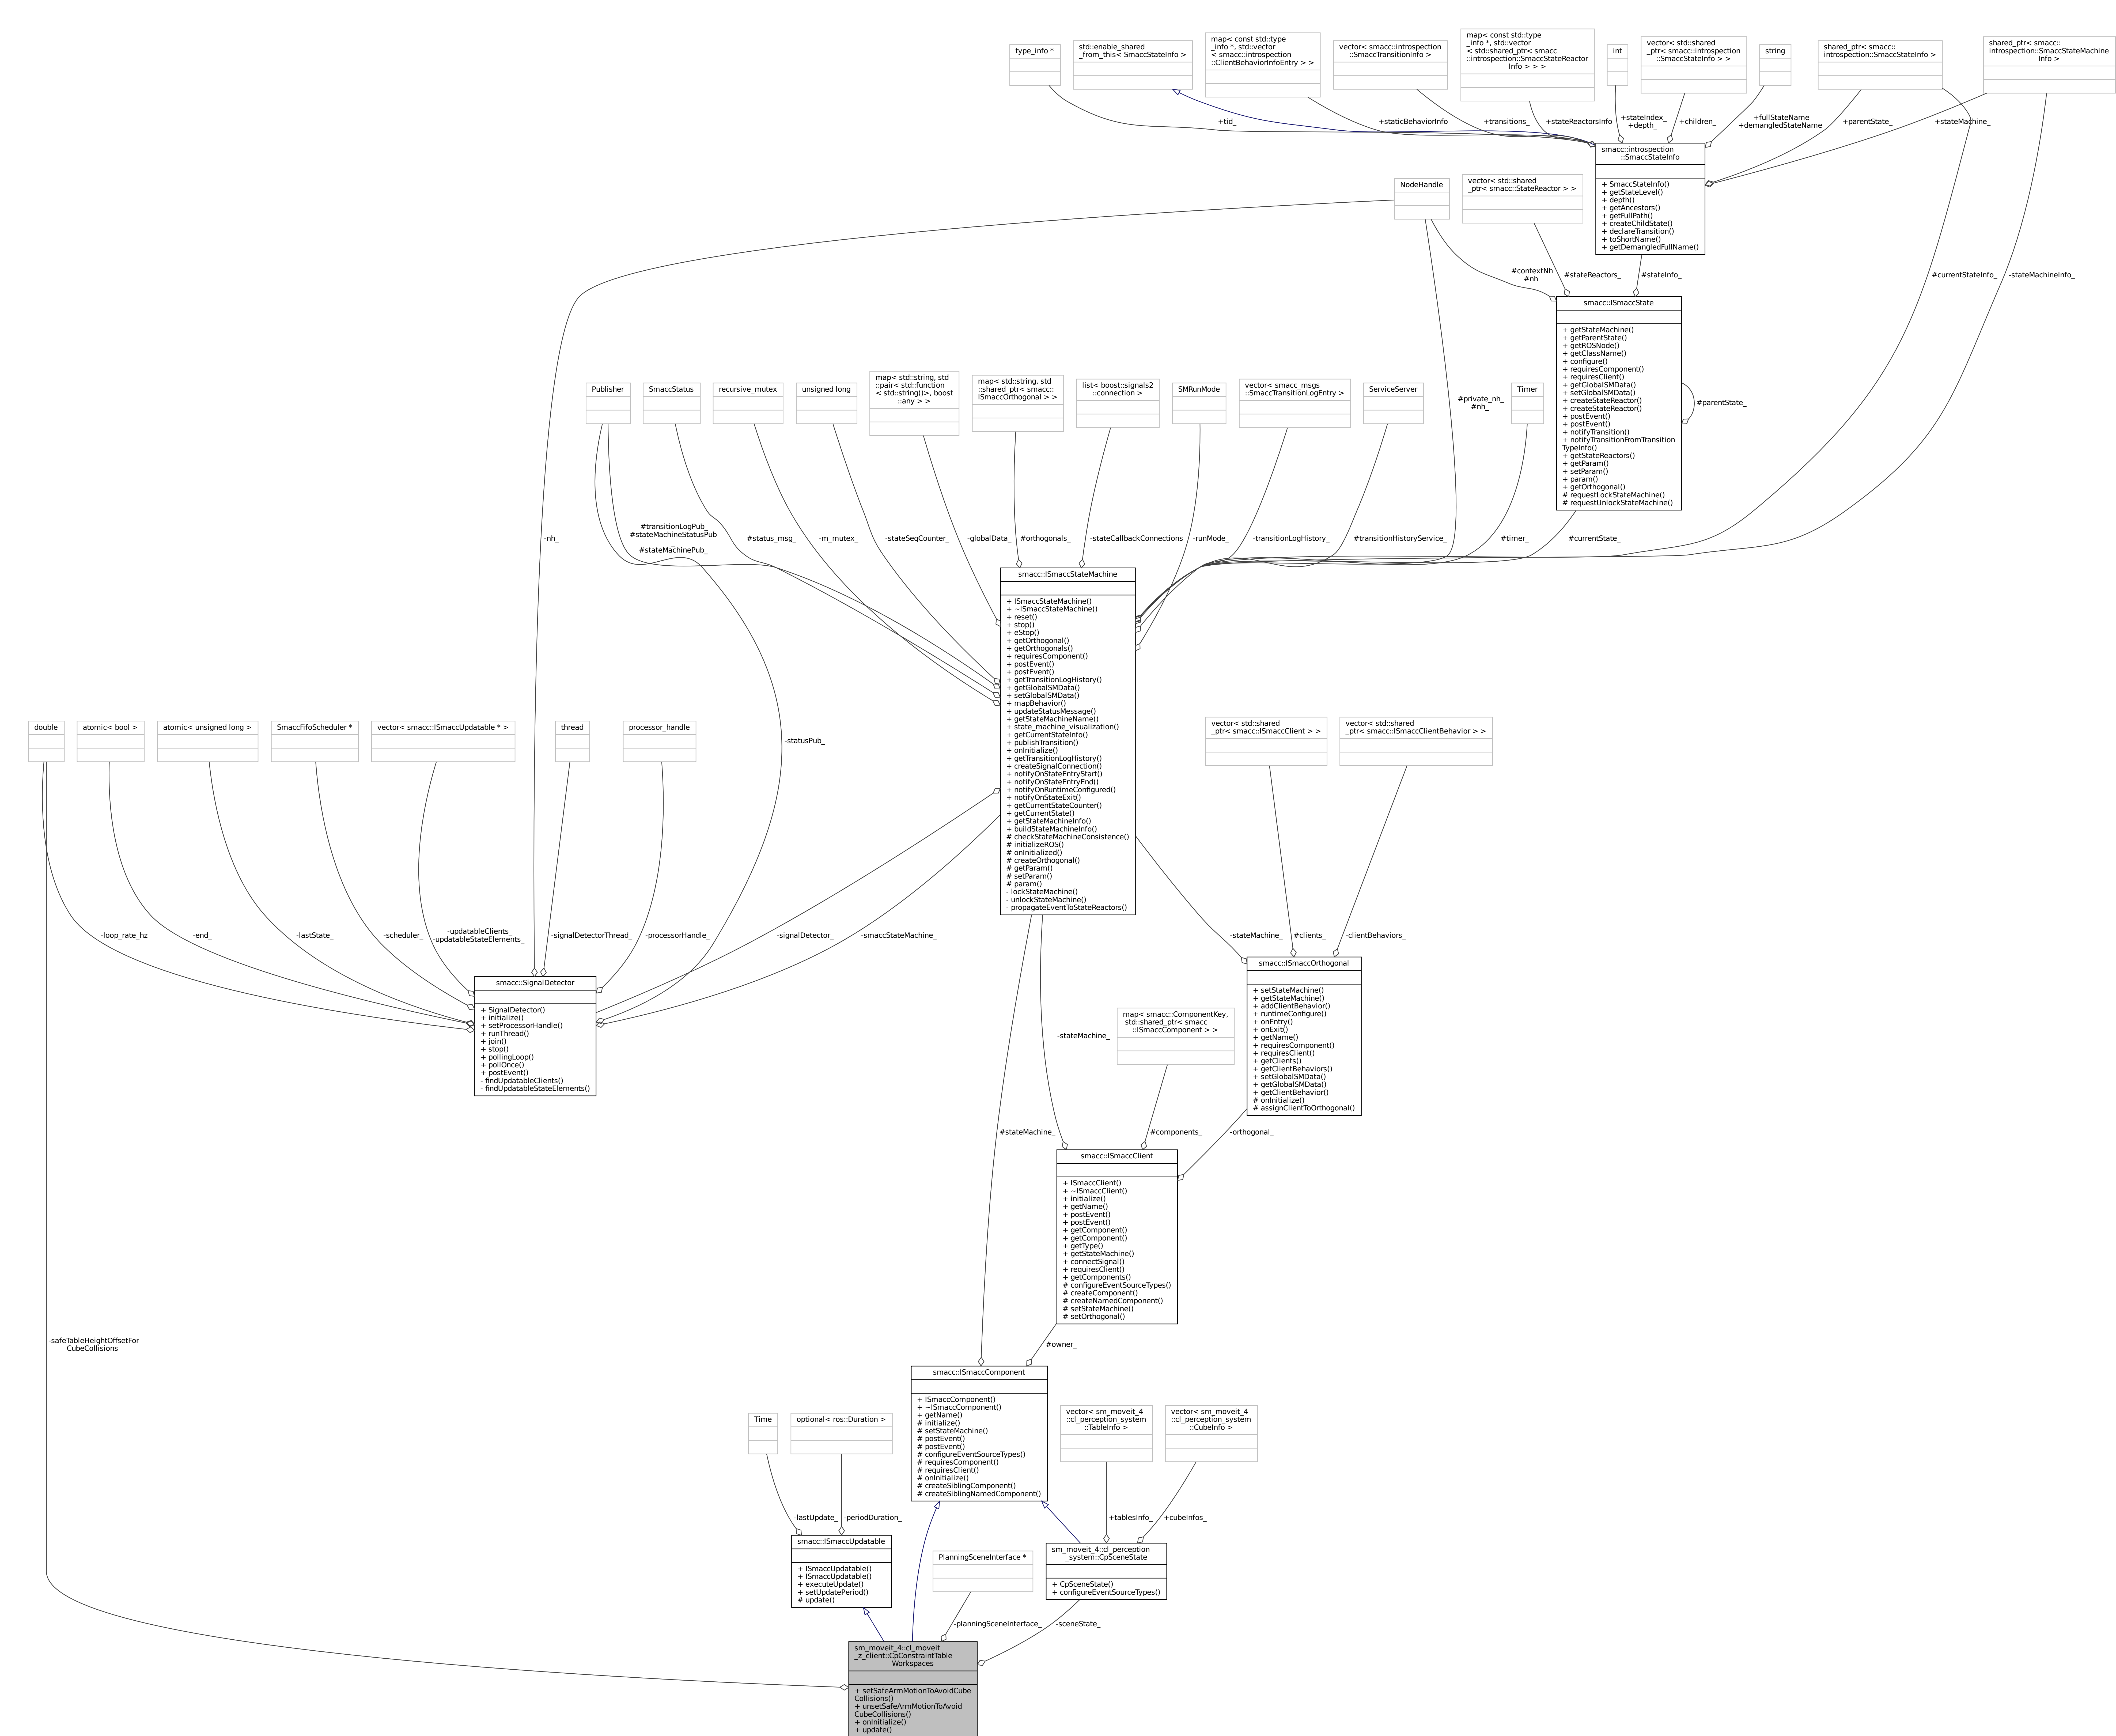 type_info *
std::enable_shared
_from_this< SmaccStateInfo >
map< const std::type
_info *, std::vector
< smacc::introspection
::ClientBehaviorInfoEntry > >
vector< smacc::introspection
::SmaccTransitionInfo >
map< const std::type
_info *, std::vector
< std::shared_ptr< smacc
::introspection::SmaccStateReactor
Info > > >
int
vector< std::shared
_ptr< smacc::introspection
::SmaccStateInfo > >
string
shared_ptr< smacc::
introspection::SmaccStateInfo >
shared_ptr< smacc::
introspection::SmaccStateMachine
Info >
+tid_
+staticBehaviorInfo
+transitions_
+stateReactorsInfo
+stateIndex_
+depth_
+children_
+fullStateName
+demangledStateName
+parentState_
+stateMachine_
smacc::introspection
::SmaccStateInfo
+ SmaccStateInfo()
+ getStateLevel()
+ depth()
+ getAncestors()
+ getFullPath()
+ createChildState()
+ declareTransition()
+ toShortName()
+ getDemangledFullName()
NodeHandle
vector< std::shared
_ptr< smacc::StateReactor > >
#contextNh
#nh
#stateReactors_
#stateInfo_
#currentStateInfo_
-stateMachineInfo_
smacc::ISmaccState
+ getStateMachine()
+ getParentState()
+ getROSNode()
+ getClassName()
+ configure()
+ requiresComponent()
+ requiresClient()
+ getGlobalSMData()
+ setGlobalSMData()
+ createStateReactor()
+ createStateReactor()
+ postEvent()
+ postEvent()
+ notifyTransition()
+ notifyTransitionFromTransition
TypeInfo()
+ getStateReactors()
+ getParam()
+ setParam()
+ param()
+ getOrthogonal()
# requestLockStateMachine()
# requestUnlockStateMachine()
#parentState_
Publisher
SmaccStatus
recursive_mutex
unsigned long
map< std::string, std
::pair< std::function
< std::string()>, boost
::any > >
map< std::string, std
::shared_ptr< smacc::
ISmaccOrthogonal > >
list< boost::signals2
::connection >
SMRunMode
vector< smacc_msgs
::SmaccTransitionLogEntry >
ServiceServer
#private_nh_
#nh_
Timer
-nh_
#transitionLogPub_
#stateMachineStatusPub
_
#stateMachinePub_
#status_msg_
-m_mutex_
-stateSeqCounter_
-globalData_
#orthogonals_
-stateCallbackConnections
-runMode_
-transitionLogHistory_
#transitionHistoryService_
#timer_
#currentState_
smacc::ISmaccStateMachine
+ ISmaccStateMachine()
+ ~ISmaccStateMachine()
+ reset()
+ stop()
+ eStop()
+ getOrthogonal()
+ getOrthogonals()
+ requiresComponent()
+ postEvent()
+ postEvent()
+ getTransitionLogHistory()
+ getGlobalSMData()
+ setGlobalSMData()
+ mapBehavior()
+ updateStatusMessage()
+ getStateMachineName()
+ state_machine_visualization()
+ getCurrentStateInfo()
+ publishTransition()
+ onInitialize()
+ getTransitionLogHistory()
+ createSignalConnection()
+ notifyOnStateEntryStart()
+ notifyOnStateEntryEnd()
+ notifyOnRuntimeConfigured()
+ notifyOnStateExit()
+ getCurrentStateCounter()
+ getCurrentState()
+ getStateMachineInfo()
+ buildStateMachineInfo()
# checkStateMachineConsistence()
# initializeROS()
# onInitialized()
# createOrthogonal()
# getParam()
# setParam()
# param()
- lockStateMachine()
- unlockStateMachine()
- propagateEventToStateReactors()
double
atomic< bool >
atomic< unsigned long >
SmaccFifoScheduler *
vector< smacc::ISmaccUpdatable * >
thread
processor_handle
-statusPub_
vector< std::shared
_ptr< smacc::ISmaccClient > >
vector< std::shared
_ptr< smacc::ISmaccClientBehavior > >
-loop_rate_hz
-end_
-lastState_
-scheduler_
-updatableClients_
-updatableStateElements_
-signalDetectorThread_
-processorHandle_
-signalDetector_
-smaccStateMachine_
-stateMachine_
#clients_
-clientBehaviors_
smacc::SignalDetector
+ SignalDetector()
+ initialize()
+ setProcessorHandle()
+ runThread()
+ join()
+ stop()
+ pollingLoop()
+ pollOnce()
+ postEvent()
- findUpdatableClients()
- findUpdatableStateElements()
smacc::ISmaccOrthogonal
+ setStateMachine()
+ getStateMachine()
+ addClientBehavior()
+ runtimeConfigure()
+ onEntry()
+ onExit()
+ getName()
+ requiresComponent()
+ requiresClient()
+ getClients()
+ getClientBehaviors()
+ setGlobalSMData()
+ getGlobalSMData()
+ getClientBehavior()
# onInitialize()
# assignClientToOrthogonal()
map< smacc::ComponentKey,
std::shared_ptr< smacc
::ISmaccComponent > >
-stateMachine_
#stateMachine_
#components_
-orthogonal_
smacc::ISmaccClient
+ ISmaccClient()
+ ~ISmaccClient()
+ initialize()
+ getName()
+ postEvent()
+ postEvent()
+ getComponent()
+ getComponent()
+ getType()
+ getStateMachine()
+ connectSignal()
+ requiresClient()
+ getComponents()
# configureEventSourceTypes()
# createComponent()
# createNamedComponent()
# setStateMachine()
# setOrthogonal()
-safeTableHeightOffsetFor
CubeCollisions
#owner_
smacc::ISmaccComponent
+ ISmaccComponent()
+ ~ISmaccComponent()
+ getName()
# initialize()
# setStateMachine()
# postEvent()
# postEvent()
# configureEventSourceTypes()
# requiresComponent()
# requiresClient()
# onInitialize()
# createSiblingComponent()
# createSiblingNamedComponent()
Time
optional< ros::Duration >
vector< sm_moveit_4
::cl_perception_system
::TableInfo >
vector< sm_moveit_4
::cl_perception_system
::CubeInfo >
-lastUpdate_
-periodDuration_
+tablesInfo_
+cubeInfos_
smacc::ISmaccUpdatable
+ ISmaccUpdatable()
+ ISmaccUpdatable()
+ executeUpdate()
+ setUpdatePeriod()
# update()
PlanningSceneInterface *
sm_moveit_4::cl_perception
_system::CpSceneState
+ CpSceneState()
+ configureEventSourceTypes()
-planningSceneInterface_
-sceneState_
sm_moveit_4::cl_moveit
_z_client::CpConstraintTable
Workspaces
+ setSafeArmMotionToAvoidCube
Collisions()
+ unsetSafeArmMotionToAvoid
CubeCollisions()
+ onInitialize()
+ update()